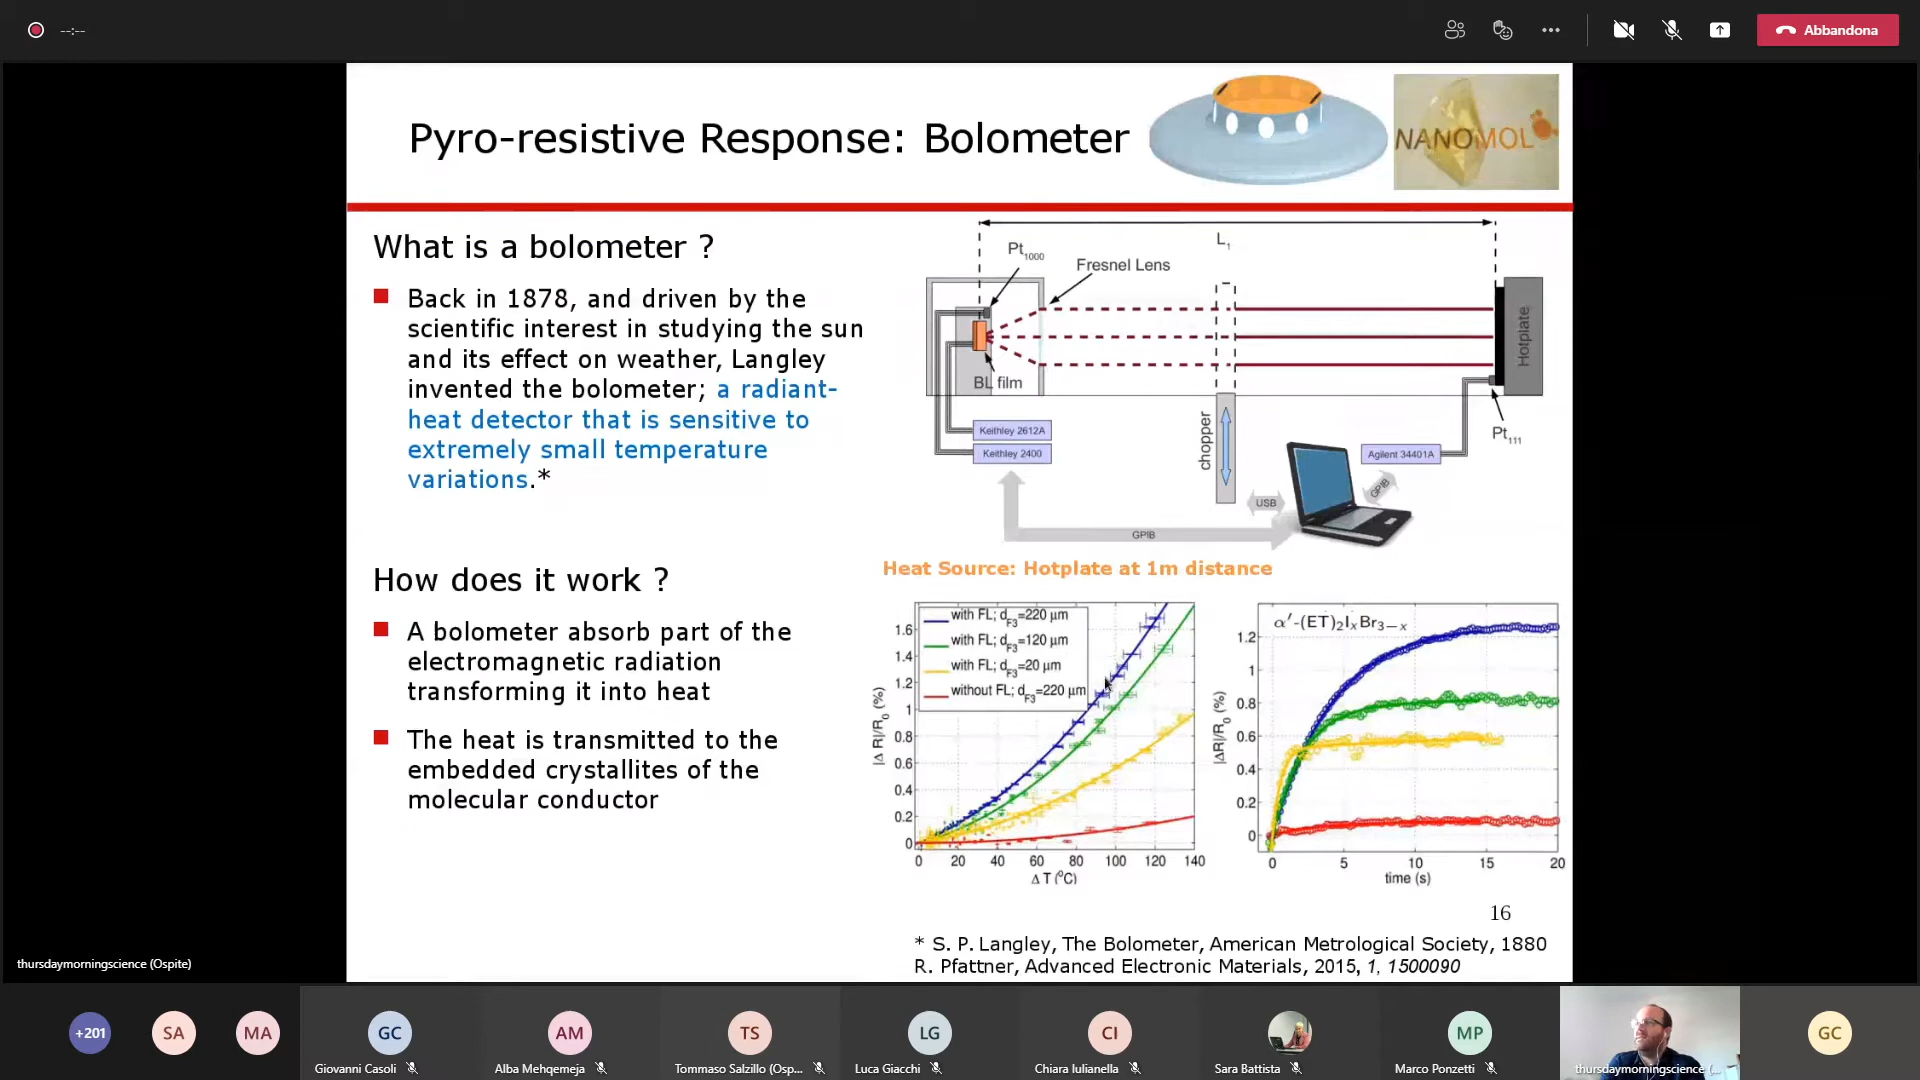 --:--
Abbandona
Pyro-resistive Response: Bolometer
NANOMOL
What is a bolometer ?
Back in 1878, and driven by the
scientific interest in studying the sun
and its effect on weather, Langley
invented the bolometer; a radiant-
heat detector that is sensitive to
extremely small temperature
variations.*
How does it work ?
A bolometer absorb part of the
electromagnetic radiation
transforming it into heat
The heat is transmitted to the
embedded crystallites of the
molecular conductor
L1
Pt1000
Fresnel Lens
Hotplate
BL film
Keithley 2612A
Keithley 2400
chopper
Pt111
Agilent 34401A
GPIB
USB
GPIB
Heat Source: Hotplate at 1m distance
with FL; dF3=220 µm
with FL; dF3=120 µm
with FL; dF3=20 µm
without FL; dF3=220 µm
|Δ R|/R0 (%)
1.6
1.4
1.2
1
0.8
0.6
0.4
0.2
0
0 20 40 60 80 100 120 140
Δ T (°C)
α′-(ET)2IxBr3−x
|ΔR|/R0 (%)
1.2
1
0.8
0.6
0.4
0.2
0
0 5 10 15 20
time (s)
16
* S. P. Langley, The Bolometer, American Metrological Society, 1880
R. Pfattner, Advanced Electronic Materials, 2015, 1, 1500090
thursdaymorningscience (Ospite)
+201
SA
MA
GC
Giovanni Casoli
AM
Alba Mehqemeja
TS
Tommaso Salzillo (Osp...
LG
Luca Giacchi
CI
Chiara Iulianella
Sara Battista
MP
Marco Ponzetti
thursdaymorningscience (...
GC